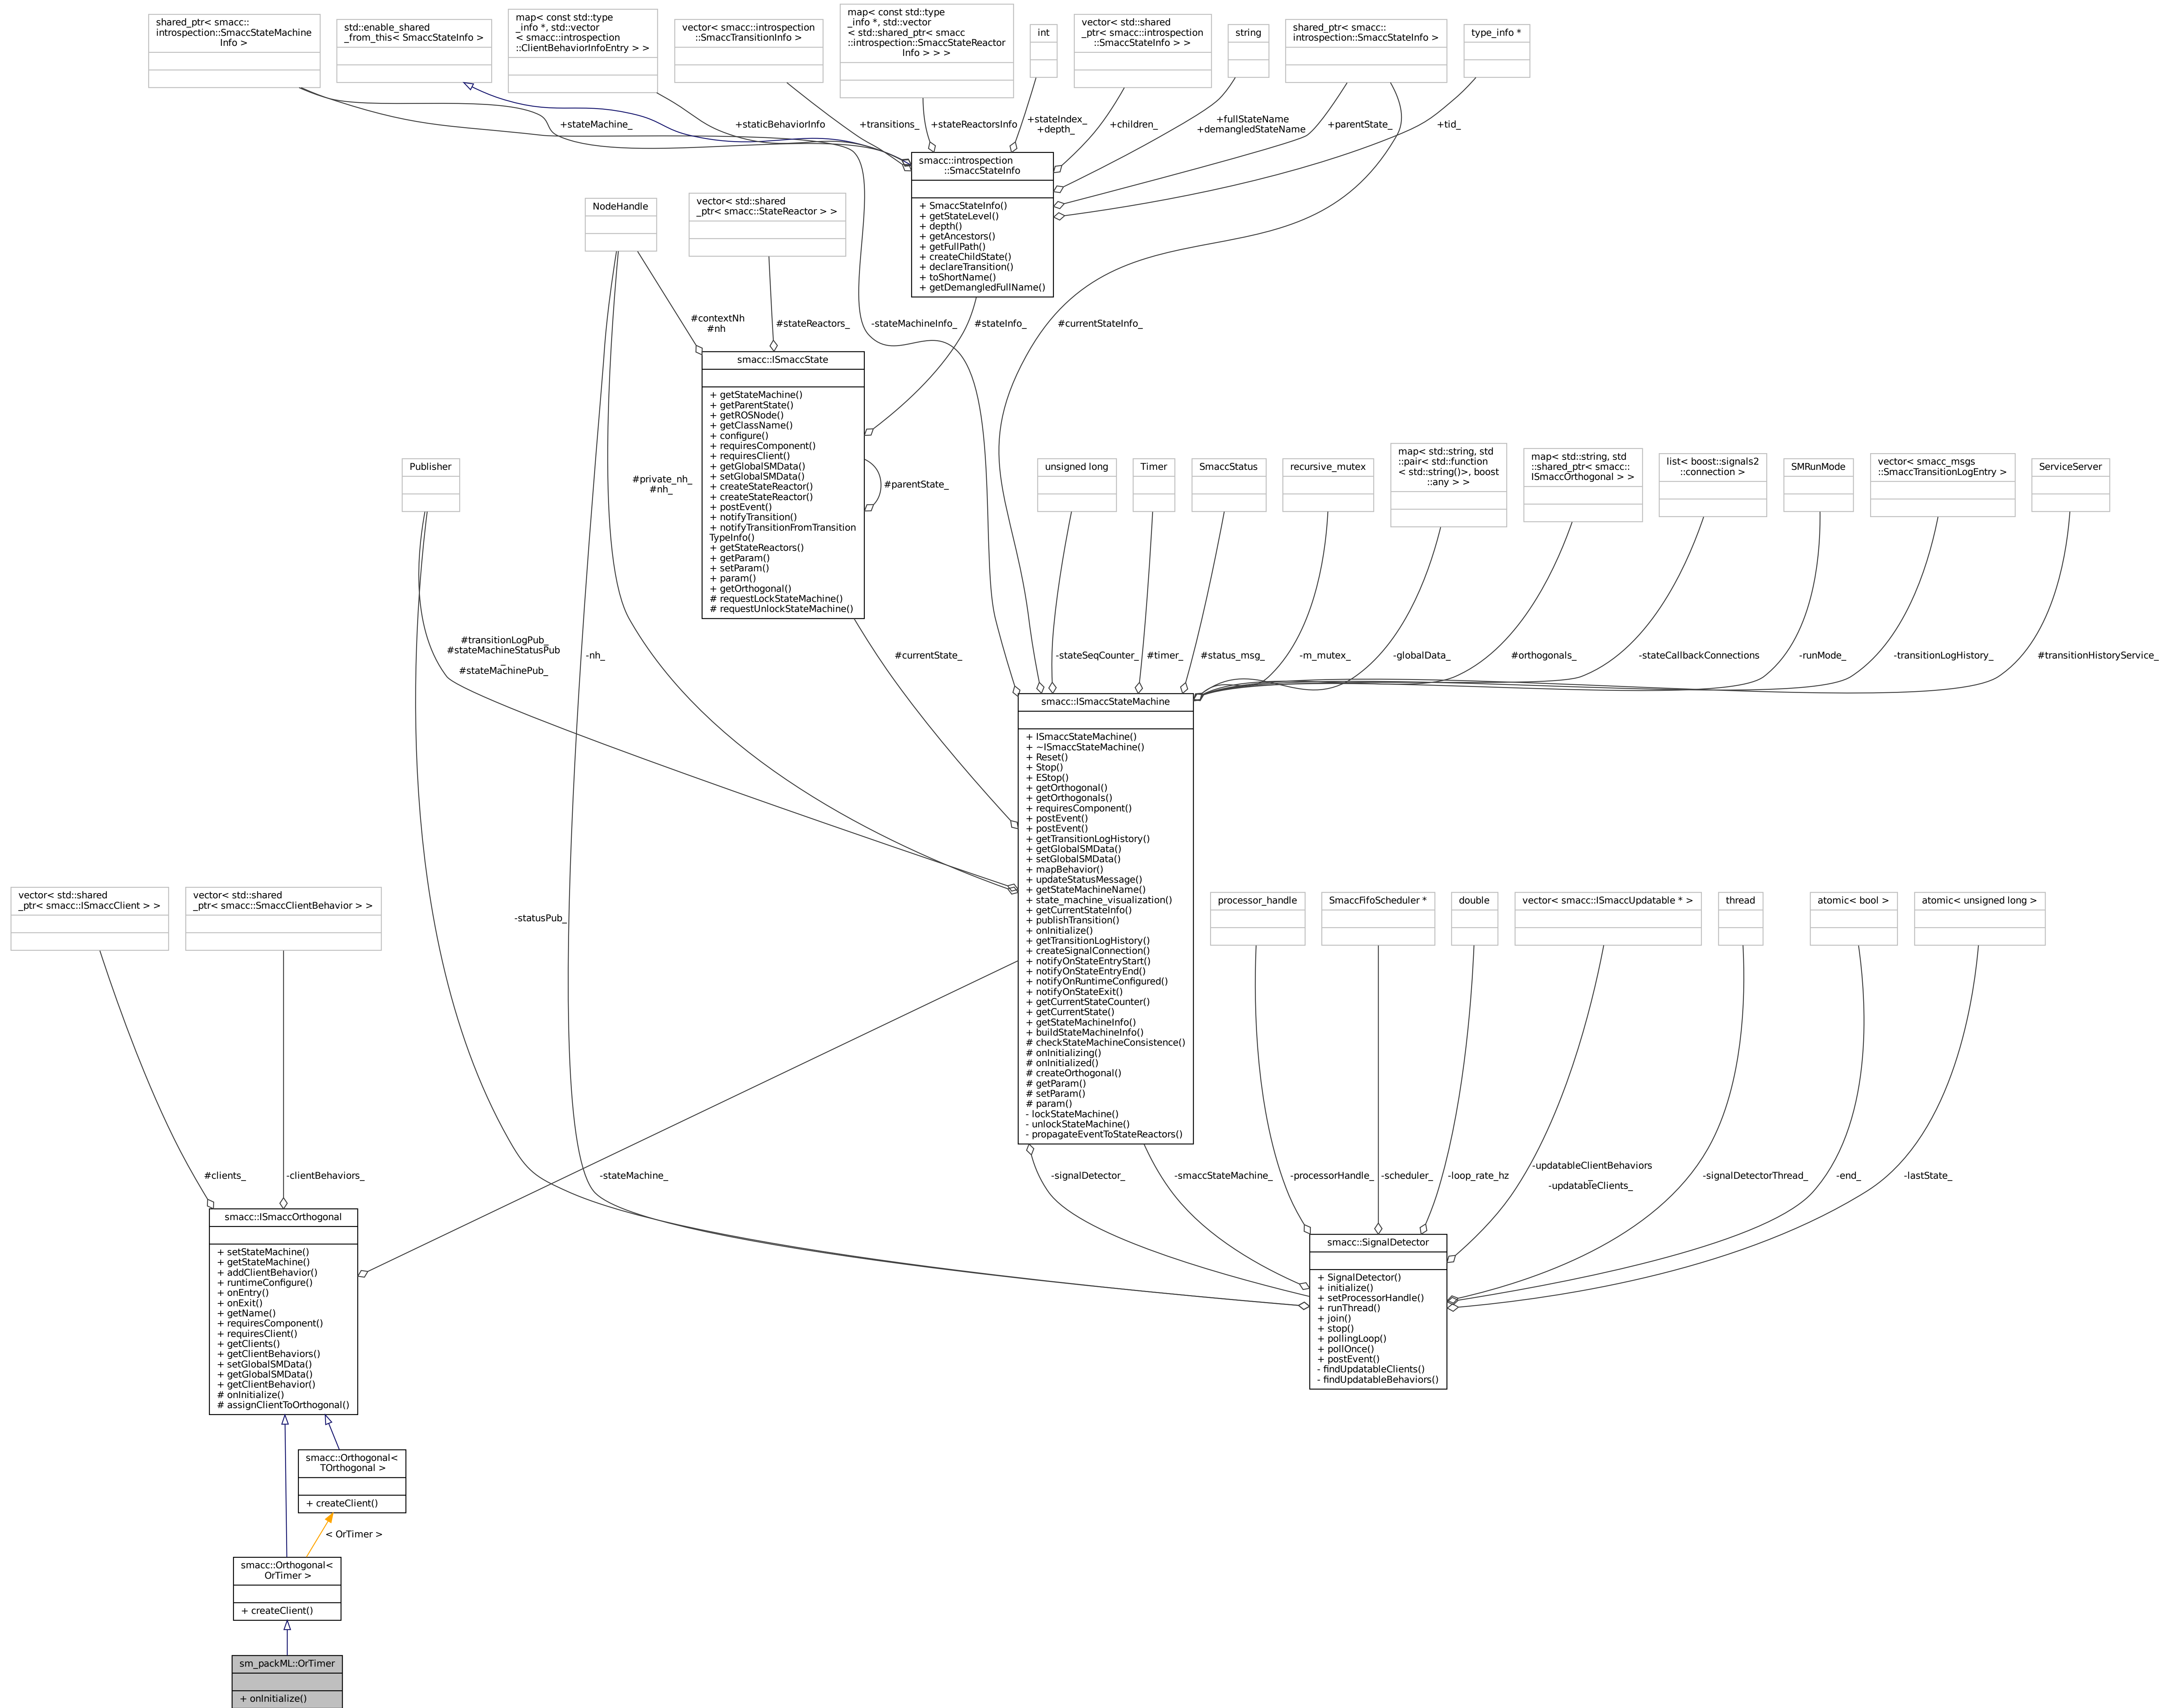 shared_ptr< smacc::
introspection::SmaccStateMachine
Info >
std::enable_shared
_from_this< SmaccStateInfo >
map< const std::type
_info *, std::vector
< smacc::introspection
::ClientBehaviorInfoEntry > >
vector< smacc::introspection
::SmaccTransitionInfo >
map< const std::type
_info *, std::vector
< std::shared_ptr< smacc
::introspection::SmaccStateReactor
Info > > >
int
vector< std::shared
_ptr< smacc::introspection
::SmaccStateInfo > >
string
shared_ptr< smacc::
introspection::SmaccStateInfo >
type_info *
+stateMachine_
+staticBehaviorInfo
+transitions_
+stateReactorsInfo
+stateIndex_
+depth_
+children_
+fullStateName
+demangledStateName
+parentState_
+tid_
smacc::introspection
::SmaccStateInfo
+ SmaccStateInfo()
+ getStateLevel()
+ depth()
+ getAncestors()
+ getFullPath()
+ createChildState()
+ declareTransition()
+ toShortName()
+ getDemangledFullName()
NodeHandle
vector< std::shared
_ptr< smacc::StateReactor > >
#contextNh
#nh
#stateReactors_
-stateMachineInfo_
#stateInfo_
#currentStateInfo_
smacc::ISmaccState
+ getStateMachine()
+ getParentState()
+ getROSNode()
+ getClassName()
+ configure()
+ requiresComponent()
+ requiresClient()
+ getGlobalSMData()
+ setGlobalSMData()
+ createStateReactor()
+ createStateReactor()
+ postEvent()
+ notifyTransition()
+ notifyTransitionFromTransition
TypeInfo()
+ getStateReactors()
+ getParam()
+ setParam()
+ param()
+ getOrthogonal()
# requestLockStateMachine()
# requestUnlockStateMachine()
#parentState_
#private_nh_
#nh_
Publisher
unsigned long
Timer
SmaccStatus
recursive_mutex
map< std::string, std
::pair< std::function
< std::string()>, boost
::any > >
map< std::string, std
::shared_ptr< smacc::
ISmaccOrthogonal > >
list< boost::signals2
::connection >
SMRunMode
vector< smacc_msgs
::SmaccTransitionLogEntry >
ServiceServer
#transitionLogPub_
#stateMachineStatusPub
_
#stateMachinePub_
-nh_
#currentState_
-stateSeqCounter_
#timer_
#status_msg_
-m_mutex_
-globalData_
#orthogonals_
-stateCallbackConnections
-runMode_
-transitionLogHistory_
#transitionHistoryService_
smacc::ISmaccStateMachine
+ ISmaccStateMachine()
+ ~ISmaccStateMachine()
+ Reset()
+ Stop()
+ EStop()
+ getOrthogonal()
+ getOrthogonals()
+ requiresComponent()
+ postEvent()
+ postEvent()
+ getTransitionLogHistory()
+ getGlobalSMData()
+ setGlobalSMData()
+ mapBehavior()
+ updateStatusMessage()
+ getStateMachineName()
+ state_machine_visualization()
+ getCurrentStateInfo()
+ publishTransition()
+ onInitialize()
+ getTransitionLogHistory()
+ createSignalConnection()
+ notifyOnStateEntryStart()
+ notifyOnStateEntryEnd()
+ notifyOnRuntimeConfigured()
+ notifyOnStateExit()
+ getCurrentStateCounter()
+ getCurrentState()
+ getStateMachineInfo()
+ buildStateMachineInfo()
# checkStateMachineConsistence()
# onInitializing()
# onInitialized()
# createOrthogonal()
# getParam()
# setParam()
# param()
- lockStateMachine()
- unlockStateMachine()
- propagateEventToStateReactors()
vector< std::shared
_ptr< smacc::ISmaccClient > >
vector< std::shared
_ptr< smacc::SmaccClientBehavior > >
-statusPub_
processor_handle
SmaccFifoScheduler *
double
vector< smacc::ISmaccUpdatable * >
thread
atomic< bool >
atomic< unsigned long >
#clients_
-clientBehaviors_
-stateMachine_
-signalDetector_
-smaccStateMachine_
-processorHandle_
-scheduler_
-loop_rate_hz
-updatableClientBehaviors
_
-updatableClients_
-signalDetectorThread_
-end_
-lastState_
smacc::ISmaccOrthogonal
+ setStateMachine()
+ getStateMachine()
+ addClientBehavior()
+ runtimeConfigure()
+ onEntry()
+ onExit()
+ getName()
+ requiresComponent()
+ requiresClient()
+ getClients()
+ getClientBehaviors()
+ setGlobalSMData()
+ getGlobalSMData()
+ getClientBehavior()
# onInitialize()
# assignClientToOrthogonal()
smacc::SignalDetector
+ SignalDetector()
+ initialize()
+ setProcessorHandle()
+ runThread()
+ join()
+ stop()
+ pollingLoop()
+ pollOnce()
+ postEvent()
- findUpdatableClients()
- findUpdatableBehaviors()
smacc::Orthogonal<
TOrthogonal >
+ createClient()
< OrTimer >
smacc::Orthogonal<
OrTimer >
+ createClient()
sm_packML::OrTimer
+ onInitialize()